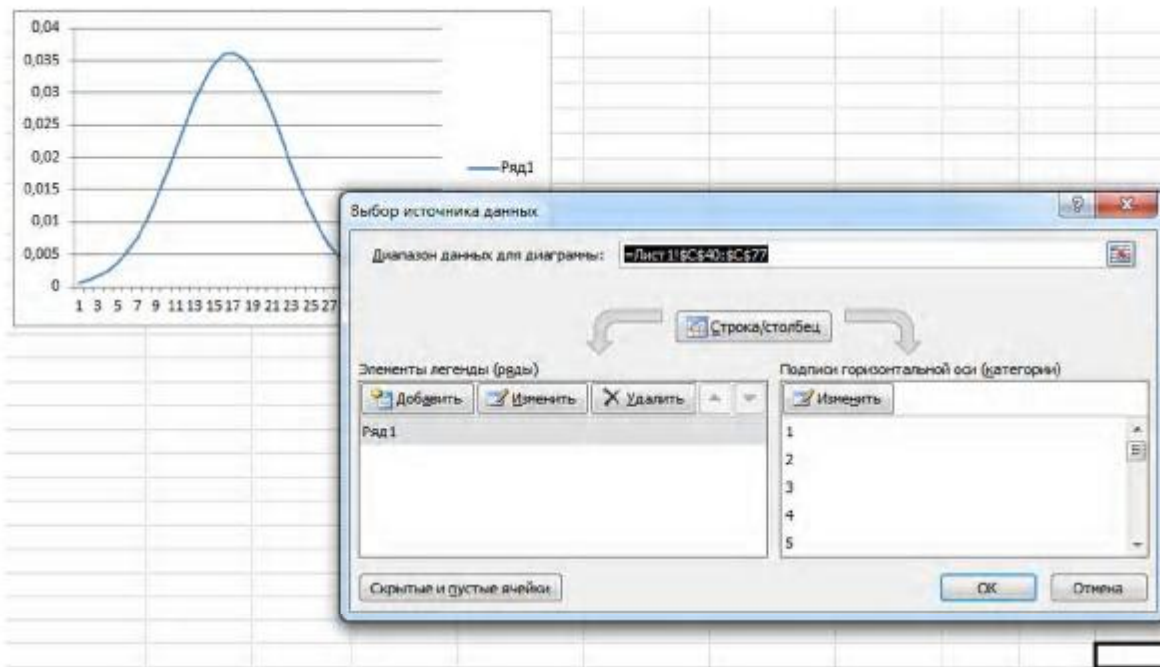 0,04
0,035
0,03
0,025
0,02
0,015
0,01
0,005
0
1 3 5 7 9 11 13 15 17 19 21 23 25 27
Ряд1
Выбор источника данных
Диапазон данных для диаграммы: =Лист1!$C$40:$C$77
Строка/столбец
Элементы легенды (ряды)
Добавить Изменить Удалить
Ряд1
Подписи горизонтальной оси (категории)
Изменить
1
2
3
4
5
Скрытые и пустые ячейки
ОК Отмена